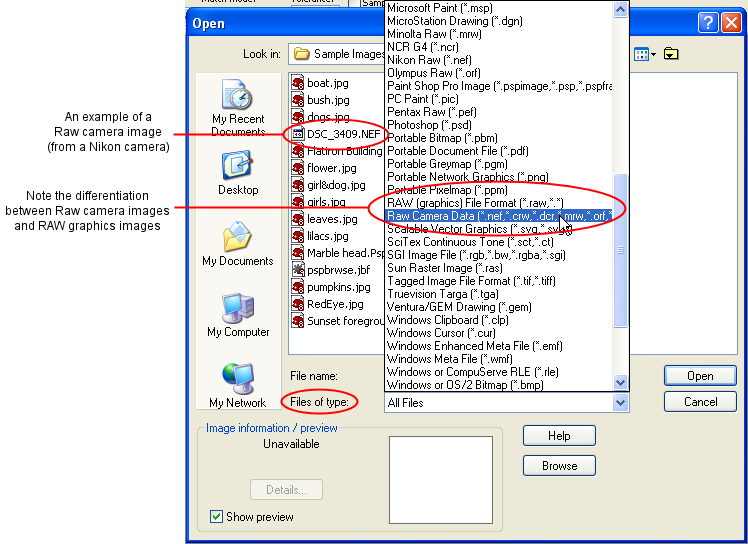 Open
Look in:
Sample Images
My Recent
Documents
Desktop
My Documents
My Computer
My Network
boat.jpg
bush.jpg
dogs.jpg
DSC_3409.NEF
Flatiron Building
flower.jpg
girl&dog.jpg
girls.jpg
leaves.jpg
lilacs.jpg
Marble head.Psp
pspbrwse.jbf
pumpkins.jpg
RedEye.jpg
Sunset foregrou
Microsoft Paint (*.msp)
MicroStation Drawing (*.dgn)
Minolta Raw (*.mrw)
NCR G4 (*.ncr)
Nikon Raw (*.nef)
Olympus Raw (*.orf)
Paint Shop Pro Image (*.pspimage,*.psp,*.pspfra
PC Paint (*.pic)
Pentax Raw (*.pef)
Photoshop (*.psd)
Portable Bitmap (*.pbm)
Portable Document File (*.pdf)
Portable Greymap (*.pgm)
Portable Network Graphics (*.png)
Portable Pixelmap (*.ppm)
RAW (graphics) File Format (*.raw,*.*)
Raw Camera Data (*.nef,*.crw,*.dcr,*.mrw,*.orf,*
Scalable Vector Graphics (*.svg,*.svgz)
SciTex Continuous Tone (*.sct,*.ct)
SGI Image File (*.rgb,*.bw,*.rgba,*.sgi)
Sun Raster Image (*.ras)
Tagged Image File Format (*.tif,*.tiff)
Truevision Targa (*.tga)
Ventura/GEM Drawing (*.gem)
Windows Clipboard (*.clp)
Windows Cursor (*.cur)
Windows Enhanced Meta File (*.emf)
Windows Meta File (*.wmf)
Windows or CompuServe RLE (*.rle)
Windows or OS/2 Bitmap (*.bmp)
File name:
Files of type:
All Files
Open
Cancel
Image information / preview
Unavailable
Details...
Show preview
Help
Browse
An example of a
Raw camera image
(from a Nikon camera)
Note the differentiation
between Raw camera images
and RAW graphics images